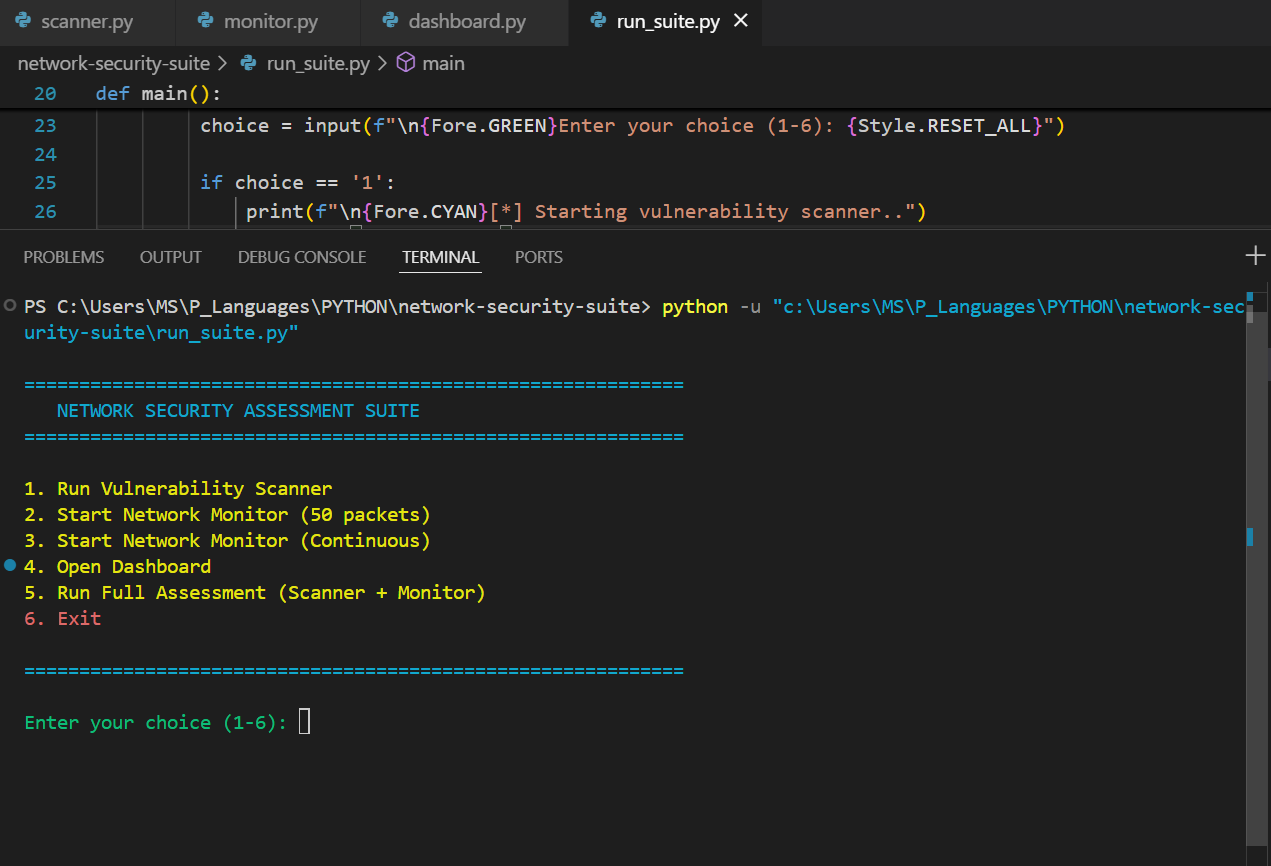 scanner.py monitor.py dashboard.py run_suite.py
network-security-suite > run_suite.py > main
20 def main():
23 choice = input(f"\n{Fore.GREEN}Enter your choice (1-6): {Style.RESET_ALL}")
24
25 if choice == '1':
26 print(f"\n{Fore.CYAN}[*] Starting vulnerability scanner..")
PROBLEMS OUTPUT DEBUG CONSOLE TERMINAL PORTS
PS C:\Users\MS\P_Languages\PYTHON\network-security-suite> python -u "c:\Users\MS\P_Languages\PYTHON\network-sec
urity-suite\run_suite.py"
============================================================
NETWORK SECURITY ASSESSMENT SUITE
============================================================
1. Run Vulnerability Scanner
2. Start Network Monitor (50 packets)
3. Start Network Monitor (Continuous)
4. Open Dashboard
5. Run Full Assessment (Scanner + Monitor)
6. Exit
============================================================
Enter your choice (1-6):